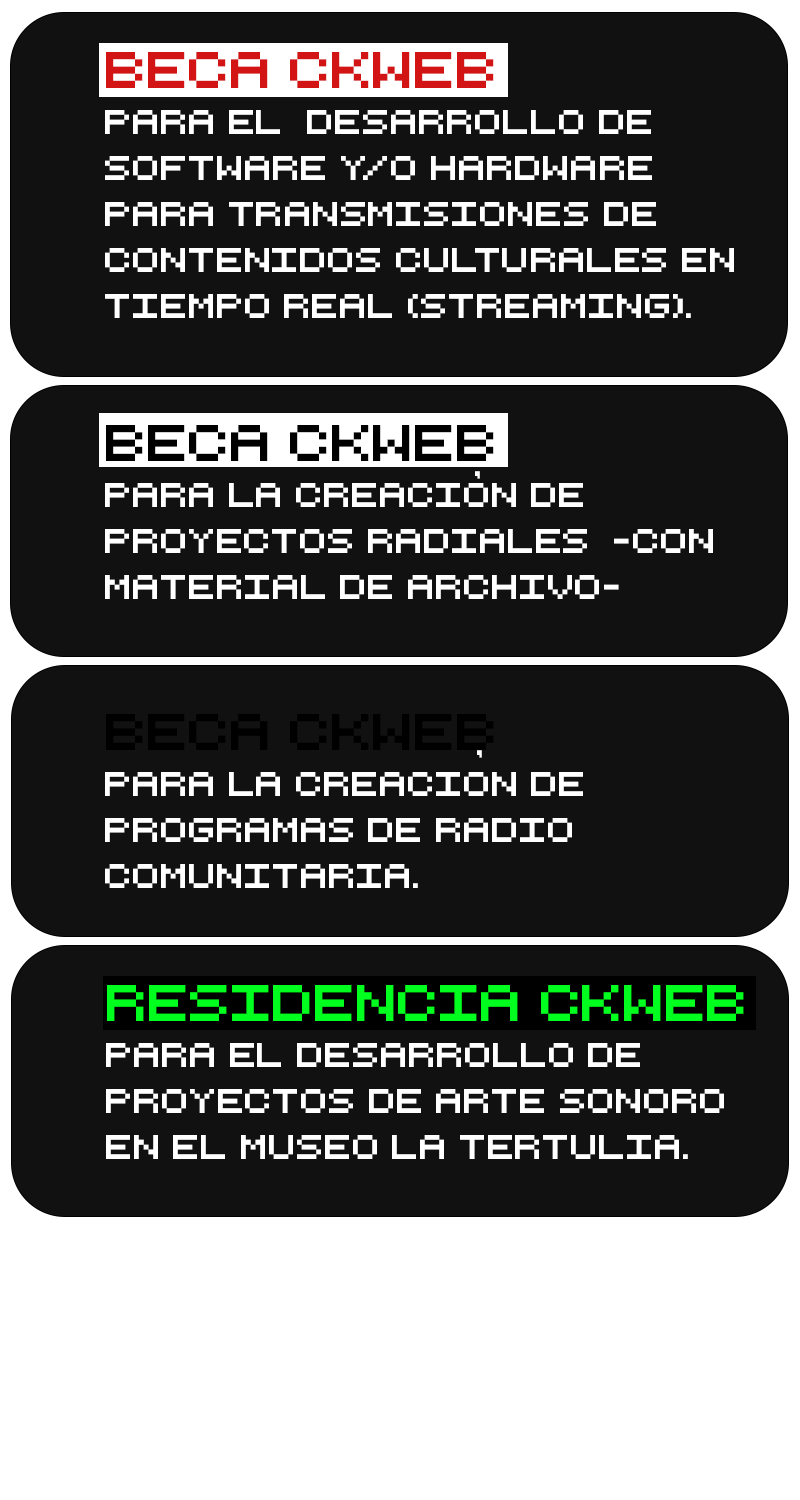 BECA CKWEB
PARA EL DESARROLLO DE
SOFTWARE Y/O HARDWARE
PARA TRANSMISIONES DE
CONTENIDOS CULTURALES EN
TIEMPO REAL (STREAMING).
BECA CKWEB
PARA LA CREACIÓN DE
PROYECTOS RADIALES -CON
MATERIAL DE ARCHIVO-
BECA CKWEB
PARA LA CREACIÓN DE
PROGRAMAS DE RADIO
COMUNITARIA.
RESIDENCIA CKWEB
PARA EL DESARROLLO DE
PROYECTOS DE ARTE SONORO
EN EL MUSEO LA TERTULIA.